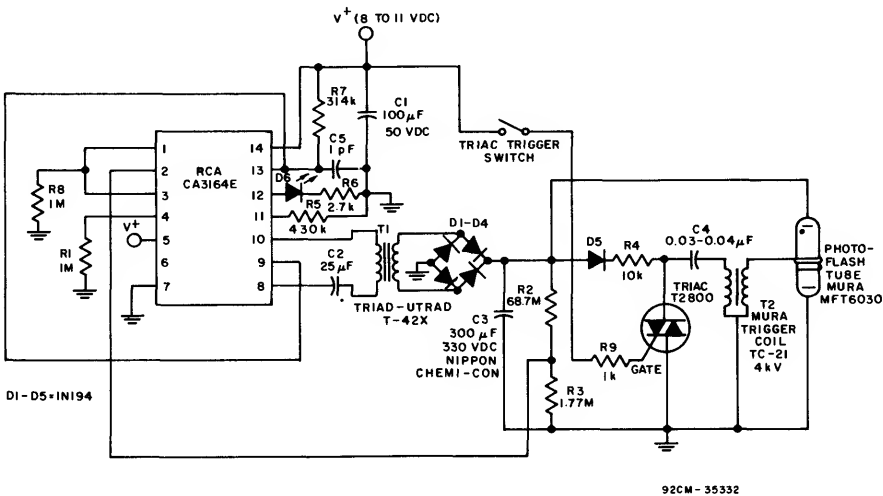 V+ (8 TO 11 VDC)
R7
314k
C1
100µF
50 VDC
C5
1 pF
TRIAC TRIGGER
SWITCH
RCA
CA3164E
1
2
3
4
5
6
7
14
13
12
11
10
9
8
R8
1M
R1
1M
V+
D6
R6
2.7k
R5
430k
T1
D1-D4
C2
25µF
TRIAD-UTRAD
T-42X
C3
300 µF
330 VDC
NIPPON
CHEMI-CON
R2
68.7M
R3
1.77M
D5
R4
10k
C4
0.03-0.04µF
TRIAC
T2800
R9
1k
GATE
T2
MURA
TRIGGER
COIL
TC-21
4kV
PHOTO-
FLASH
TUBE
MURA
MFT6030
D1-D5=IN194
92CM-35332